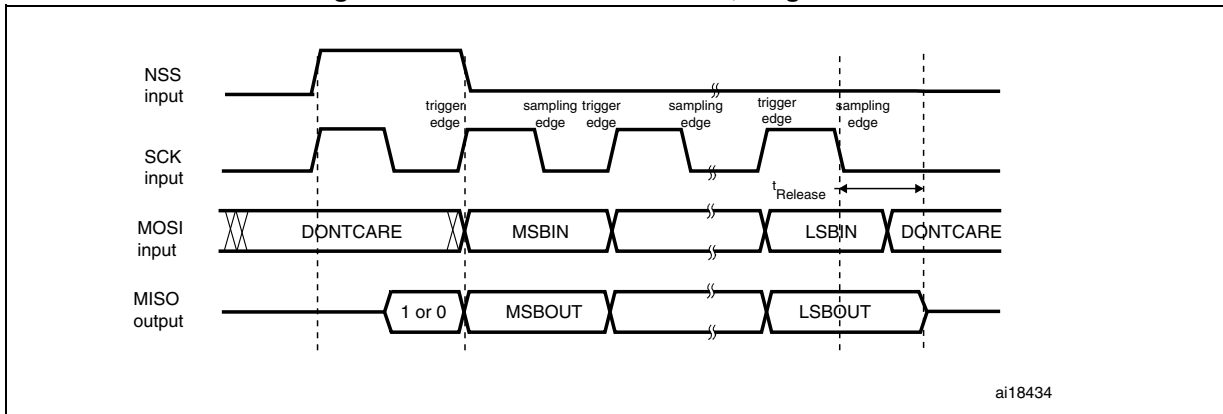 NSS
input
trigger
edge
sampling
edge
trigger
edge
sampling
edge
trigger
edge
sampling
edge
SCK
input
tRelease
MOSI
input
DONTCARE
MSBIN
LSBIN
DONTCARE
MISO
output
1 or 0
MSBOUT
LSBOUT
ai18434